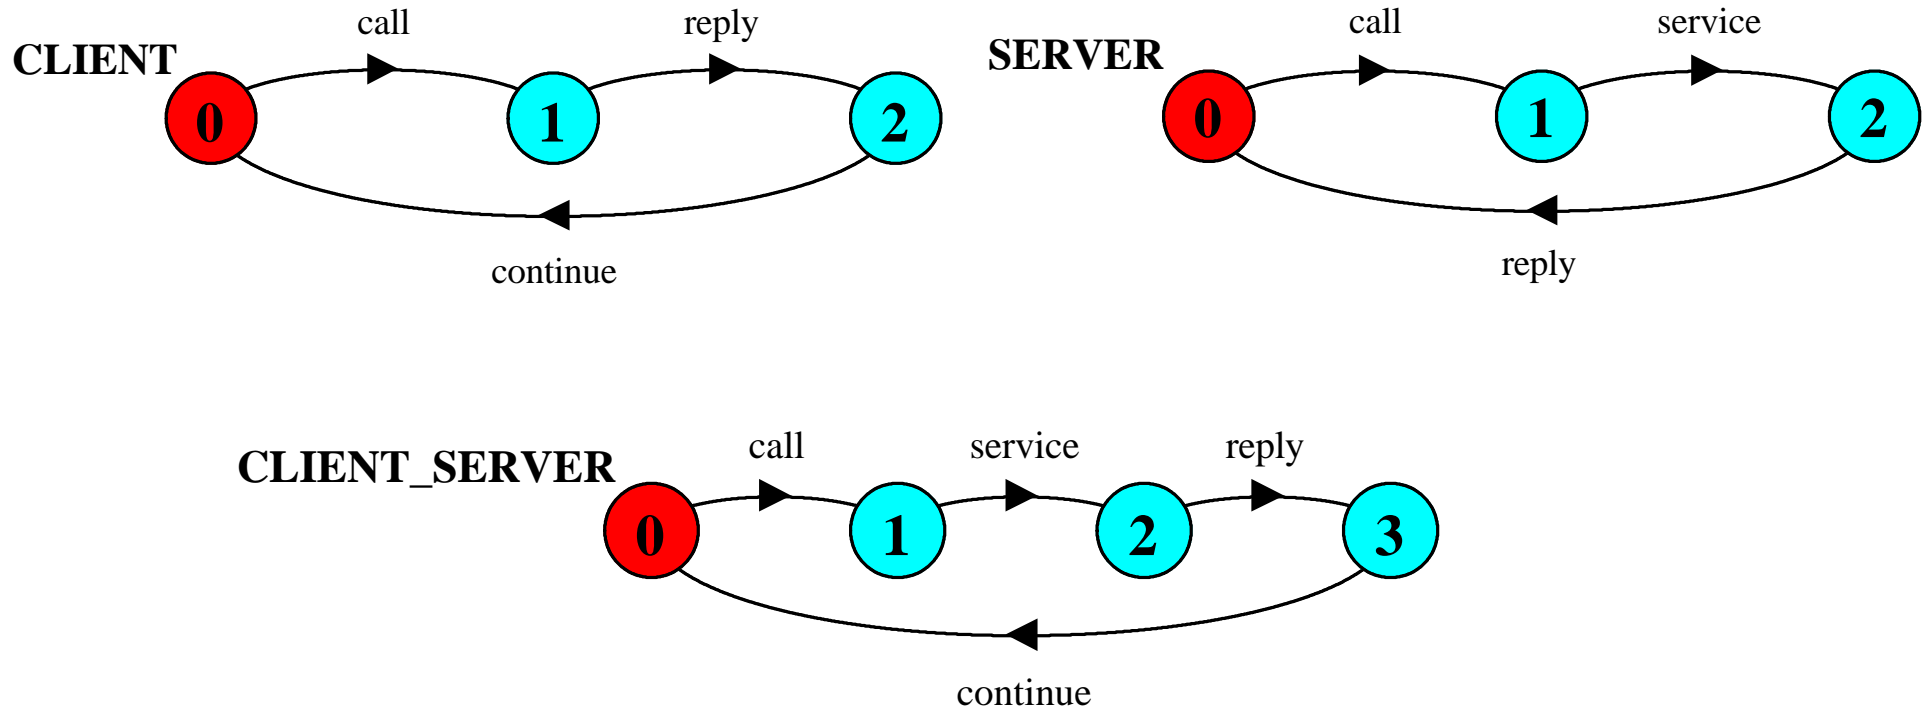 call reply
CLIENT
0 1 2
continue
call service
SERVER
0 1 2
reply
call service reply
CLIENT_SERVER
0 1 2 3
continue